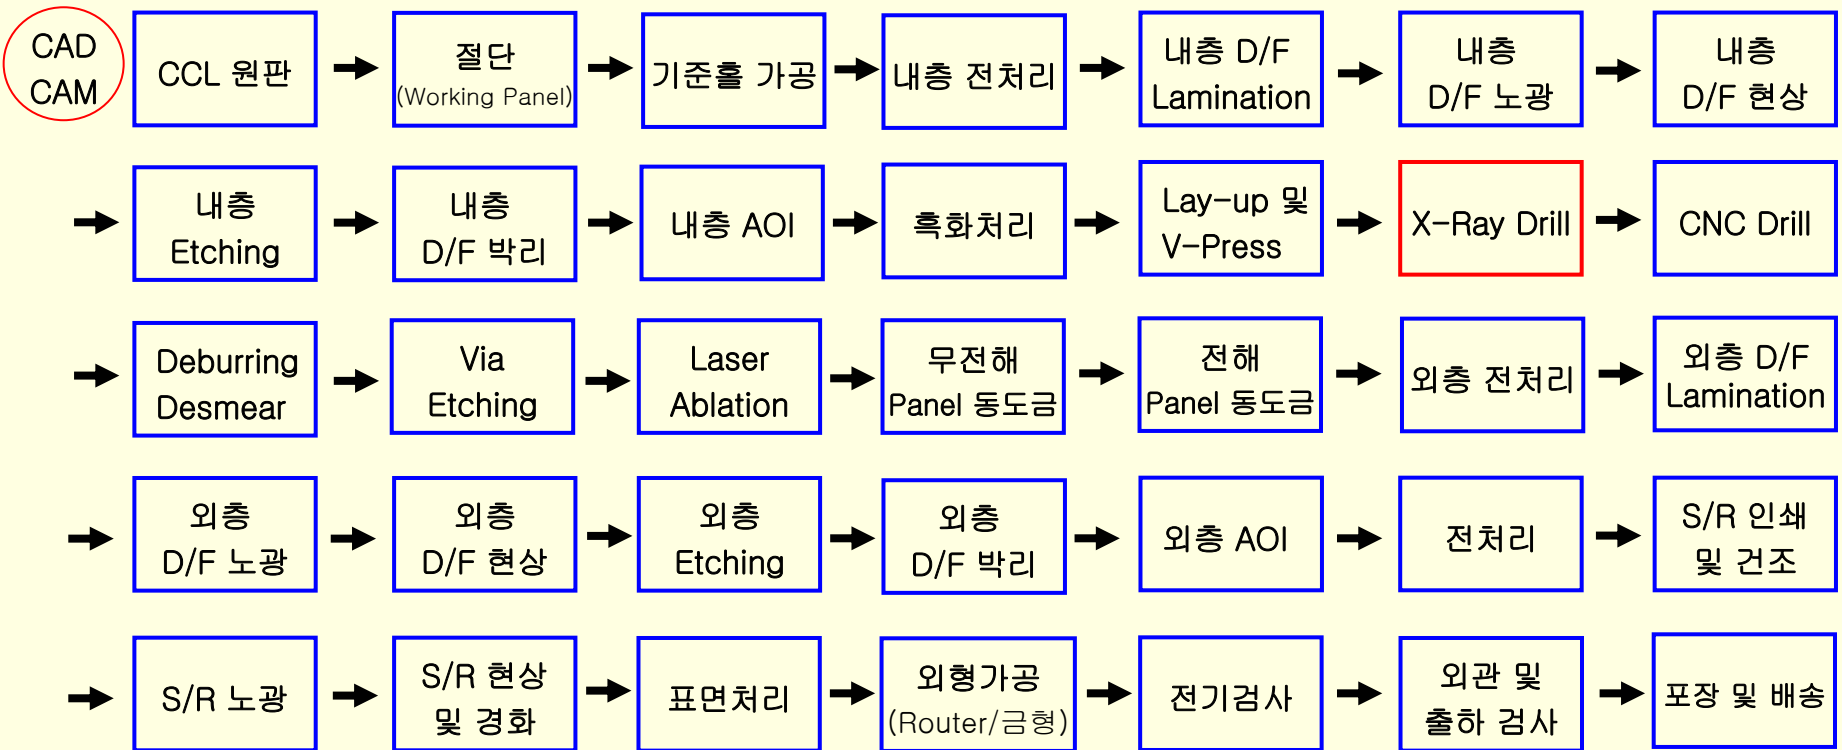 CAD
CAM
CCL 원판
절단
(Working Panel)
기준홀 가공
내층 전처리
내층 D/F
Lamination
내층
D/F 노광
내층
D/F 현상
내층
Etching
내층
D/F 박리
내층 AOI
흑화처리
Lay-up 및
V-Press
X-Ray Drill
CNC Drill
Deburring
Desmear
Via
Etching
Laser
Ablation
무전해
Panel 동도금
전해
Panel 동도금
외층 전처리
외층 D/F
Lamination
외층
D/F 노광
외층
D/F 현상
외층
Etching
외층
D/F 박리
외층 AOI
전처리
S/R 인쇄
및 건조
S/R 노광
S/R 현상
및 경화
표면처리
외형가공
(Router/금형)
전기검사
외관 및
출하 검사
포장 및 배송